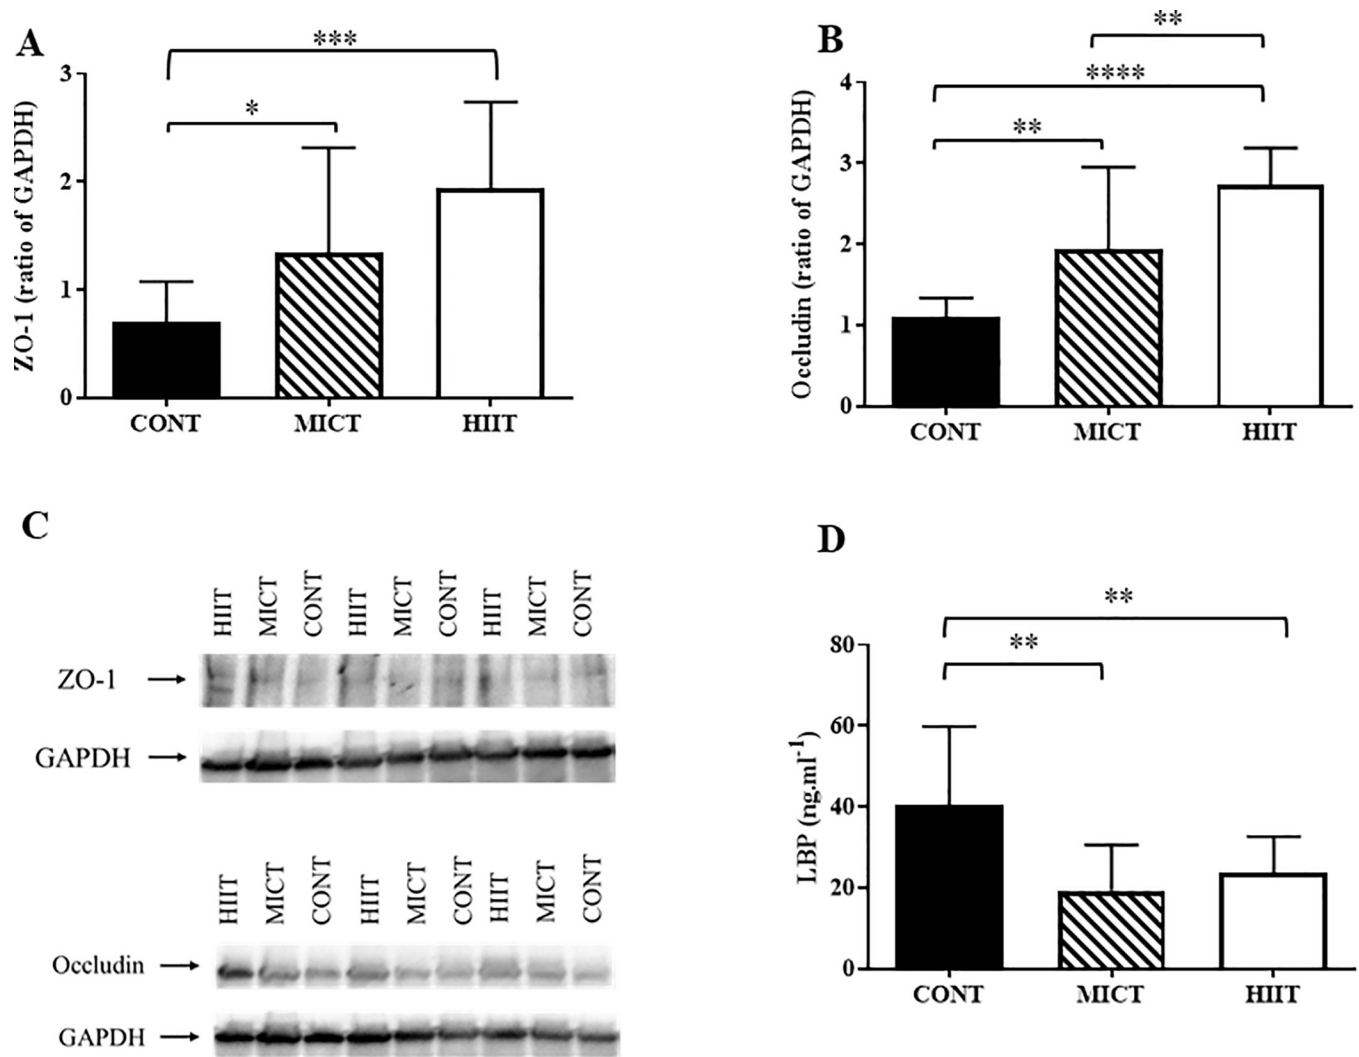 A
***
*
3
2
1
0
ZO-1 (ratio of GAPDH)
CONT MICT HIIT
B
**
****
**
4
3
2
1
0
Occludin (ratio of GAPDH)
CONT MICT HIIT
C
HIIT MICT CONT HIIT MICT CONT HIIT MICT CONT
ZO-1
GAPDH
HIIT MICT CONT HIIT MICT CONT HIIT MICT CONT
Occludin
GAPDH
D
**
**
80
60
40
20
0
LBP (ng.ml⁻¹)
CONT MICT HIIT